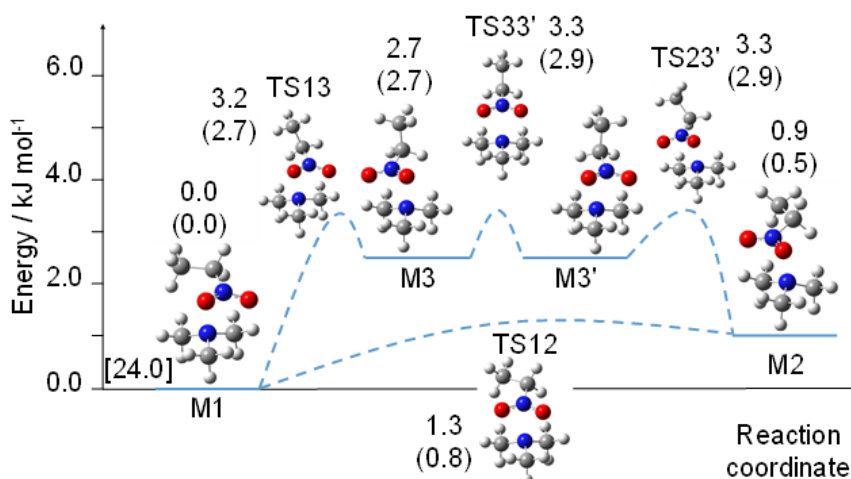 Energy / kJ mol-1
6.0
4.0
2.0
0.0
[24.0]
0.0
(0.0)
M1
3.2
(2.7)
TS13
2.7
(2.7)
M3
TS33'
3.3
(2.9)
M3'
TS23'
3.3
(2.9)
0.9
(0.5)
M2
TS12
1.3
(0.8)
Reaction
coordinate